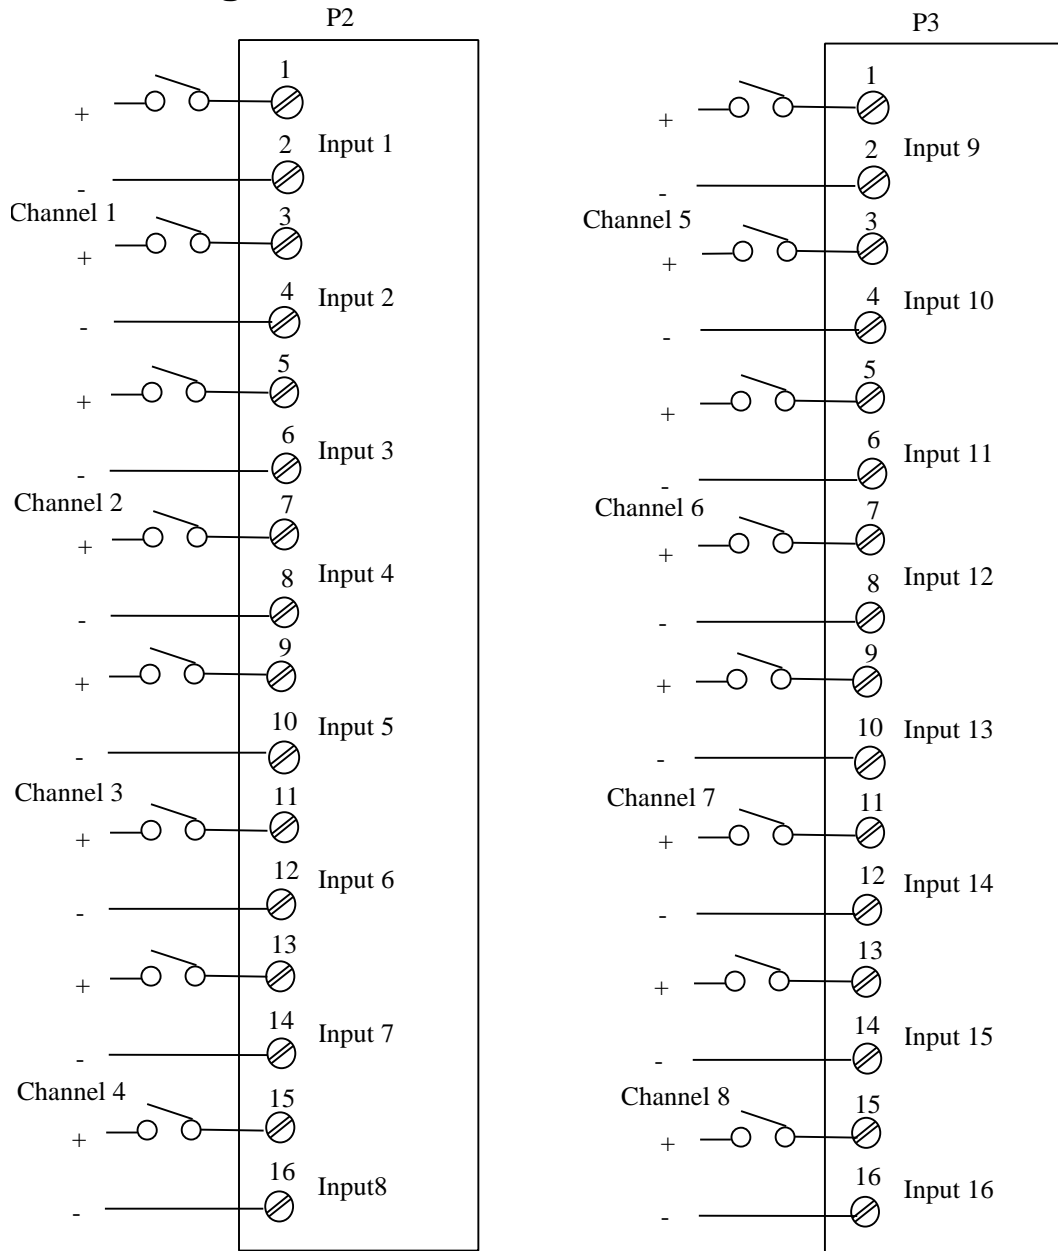 P2
1
+
Input 1
2
-
Channel 1
3
+
Input 2
4
-
5
+
6
Input 3
-
Channel 2
7
+
Input 4
8
-
9
+
10
Input 5
-
Channel 3
11
+
12
Input 6
-
13
+
14
Input 7
-
Channel 4
15
+
16
Input8
-
P3
1
+
Input 9
2
-
Channel 5
3
+
4
Input 10
-
5
+
6
Input 11
-
Channel 6
7
+
Input 12
8
-
9
+
10
Input 13
-
Channel 7
11
+
12
Input 14
-
13
+
14
Input 15
-
Channel 8
15
+
16
Input 16
-